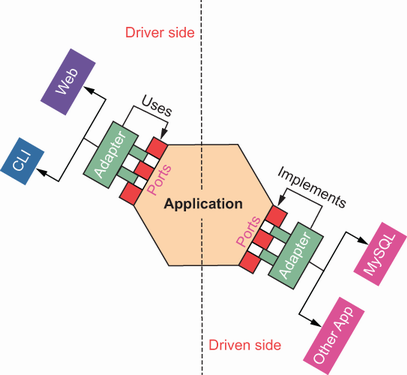 Driver side
Web
Uses
CLI
Adapter
Ports
Application
Implements
Ports
Adapter
MySQL
Other App
Driven side